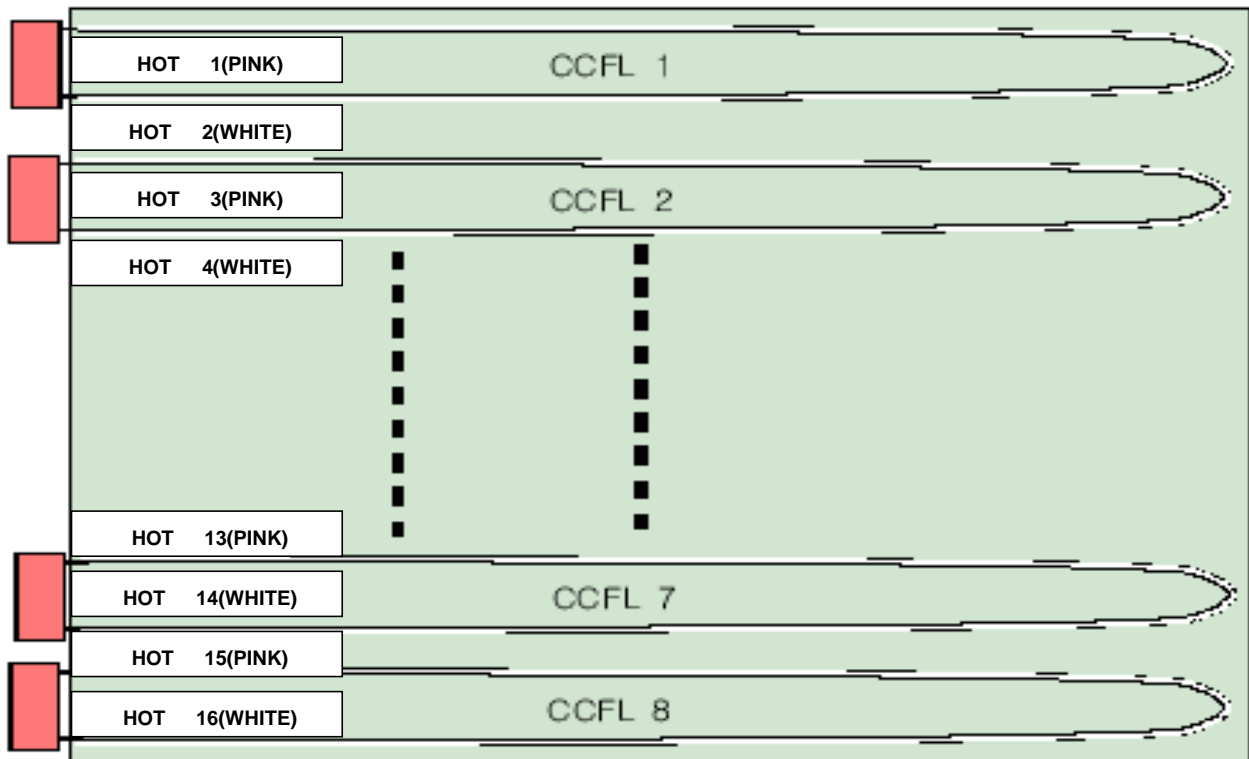 HOT 1(PINK)
CCFL 1
HOT 2(WHITE)
HOT 3(PINK)
CCFL 2
HOT 4(WHITE)
HOT 13(PINK)
HOT 14(WHITE)
CCFL 7
HOT 15(PINK)
HOT 16(WHITE)
CCFL 8